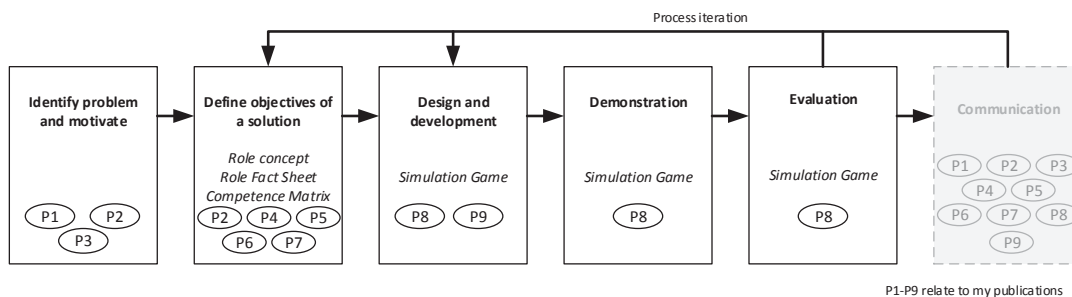 Process iteration
Identify problem
and motivate
P1
P2
P3
Define objectives of
a solution
Role concept
Role Fact Sheet
Competence Matrix
P2
P4
P5
P6
P7
Design and
development
Simulation Game
P8
P9
Demonstration
Simulation Game
P8
Evaluation
Simulation Game
P8
Communication
P1
P2
P3
P4
P5
P6
P7
P8
P9
P1-P9 relate to my publications